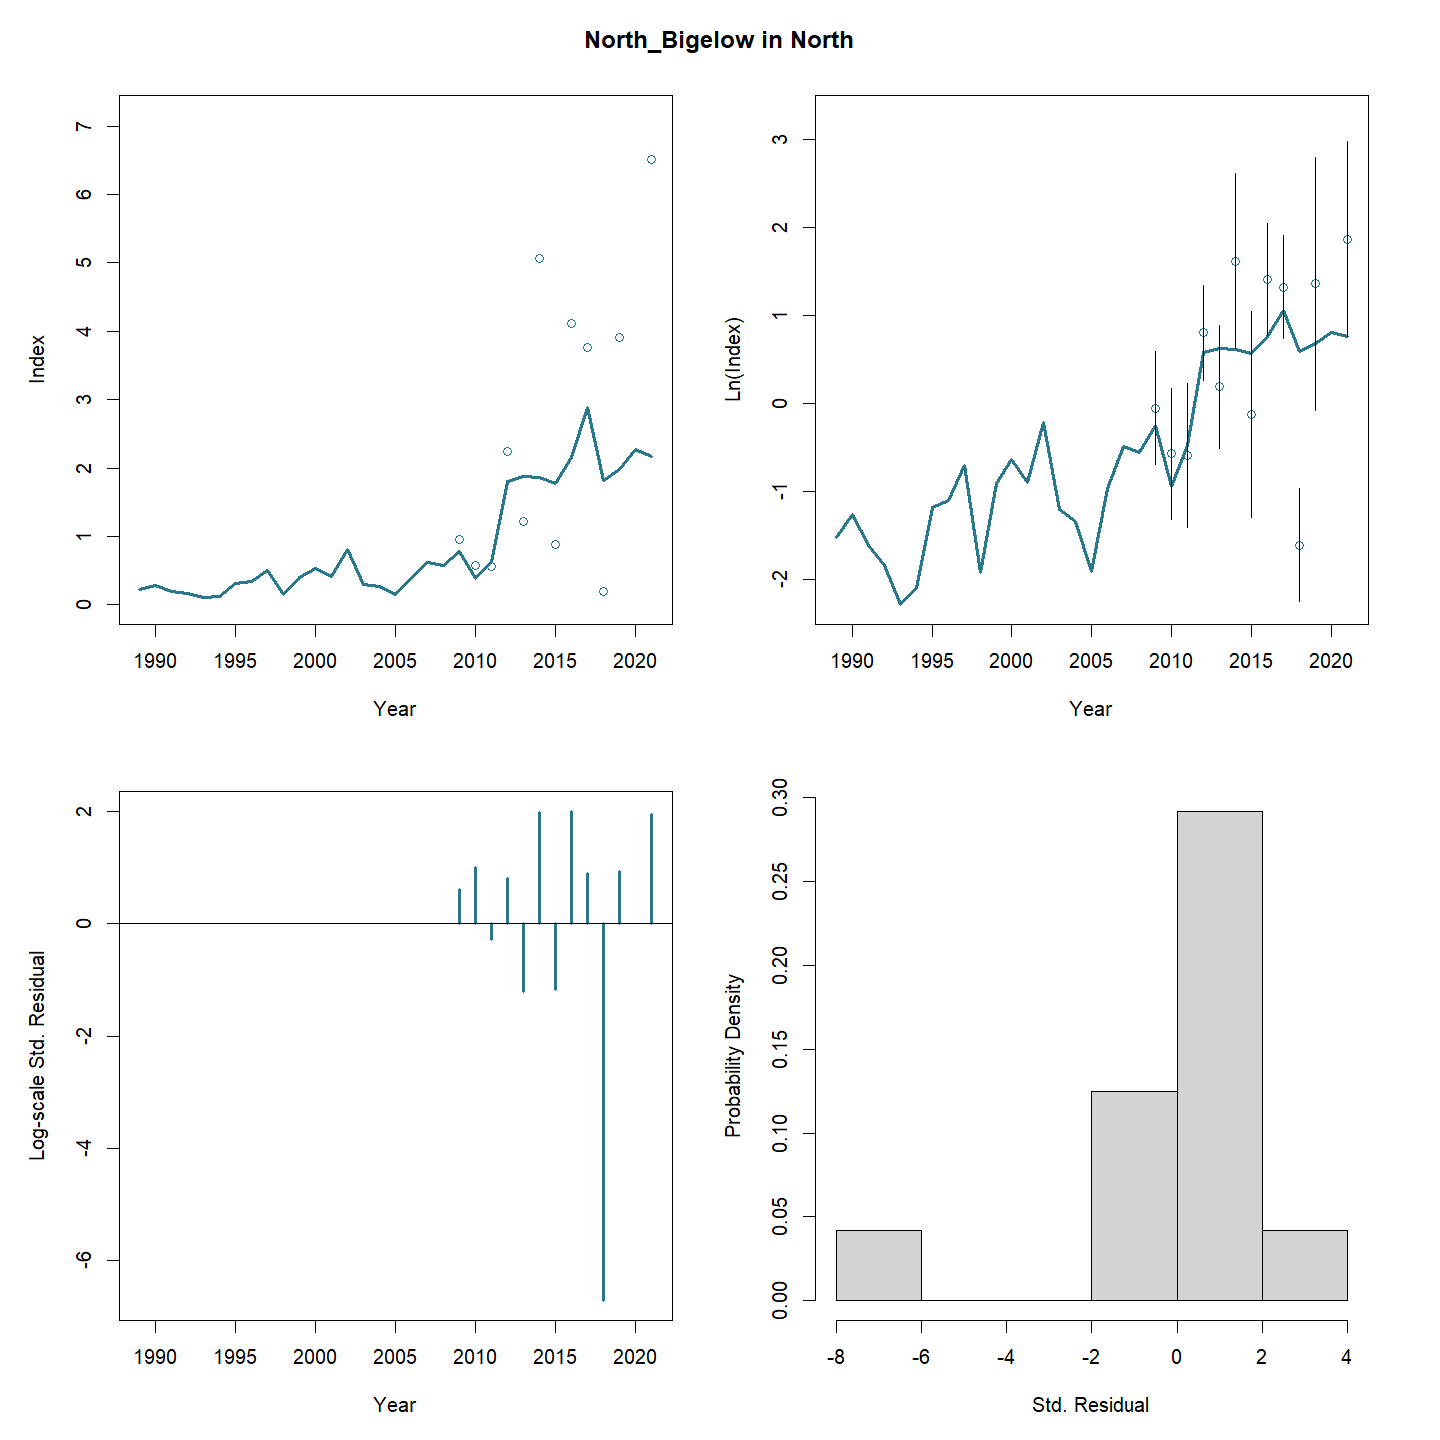 North_Bigelow in North
Index
7
6
5
4
3
2
1
0
1990 1995 2000 2005 2010 2015 2020
Year
Ln(Index)
3
2
1
0
-1
-2
1990 1995 2000 2005 2010 2015 2020
Year
Log-scale Std. Residual
2
0
-2
-4
-6
1990 1995 2000 2005 2010 2015 2020
Year
Probability Density
0.30
0.25
0.20
0.15
0.10
0.05
0.00
-8 -6 -4 -2 0 2 4
Std. Residual